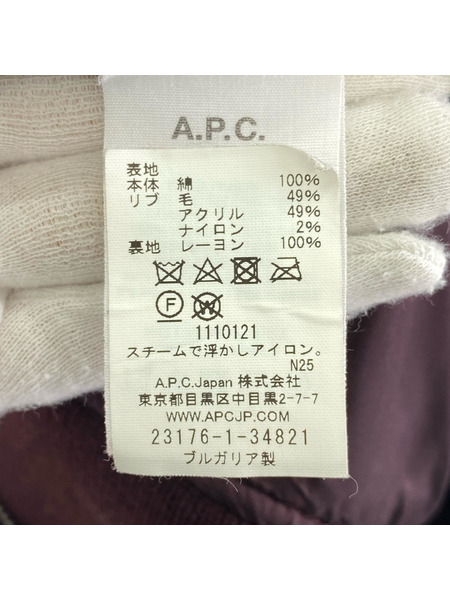 A.P.C.
表地
本体 綿 100%
リブ 毛 49%
アクリル 49%
ナイロン 2%
裏地 レーヨン 100%
F W
1110121
スチームで浮かしアイロン。
N25
A.P.C.Japan 株式会社
東京都目黒区中目黒2-7-7
WWW.APCJP.COM
23176-1-34821
ブルガリア製